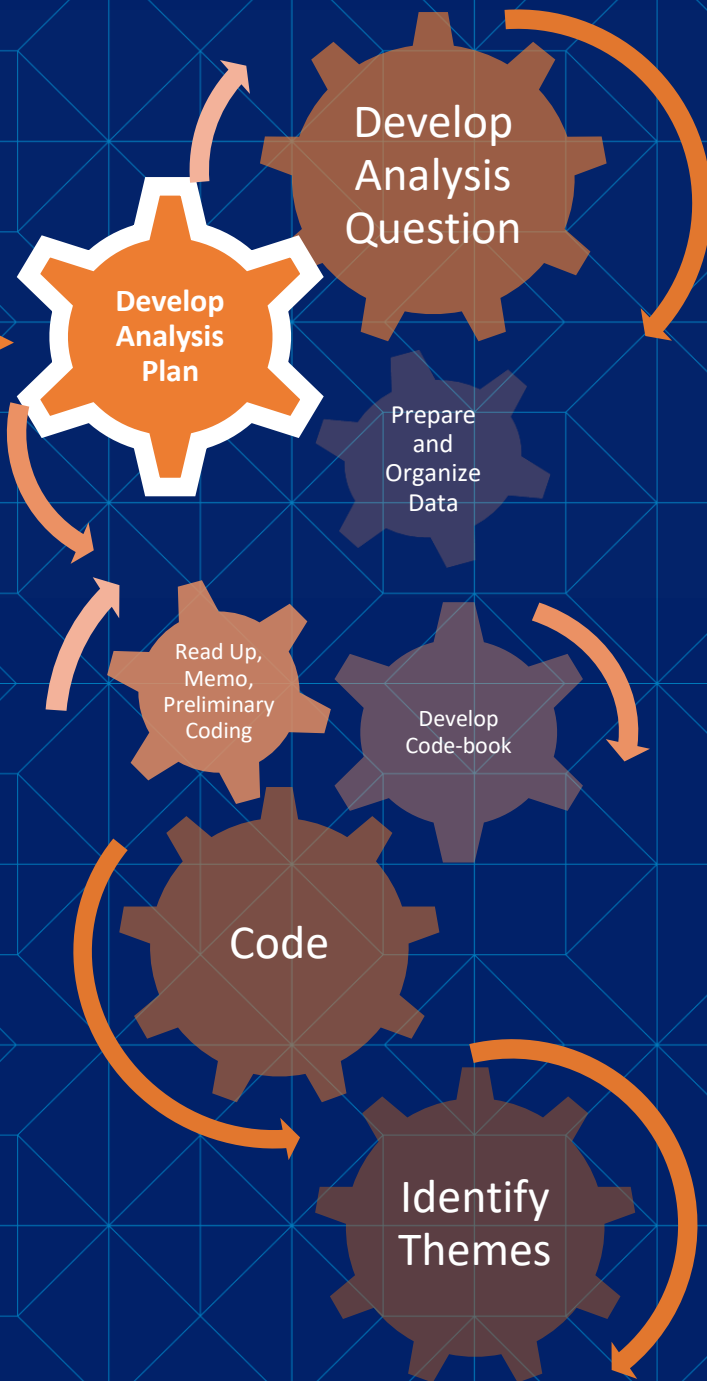 Develop
Analysis
Question
Develop
Analysis
Plan
Prepare
and
Organize
Data
Read Up,
Memo,
Preliminary
Coding
Develop
Code-book
Code
Identify
Themes